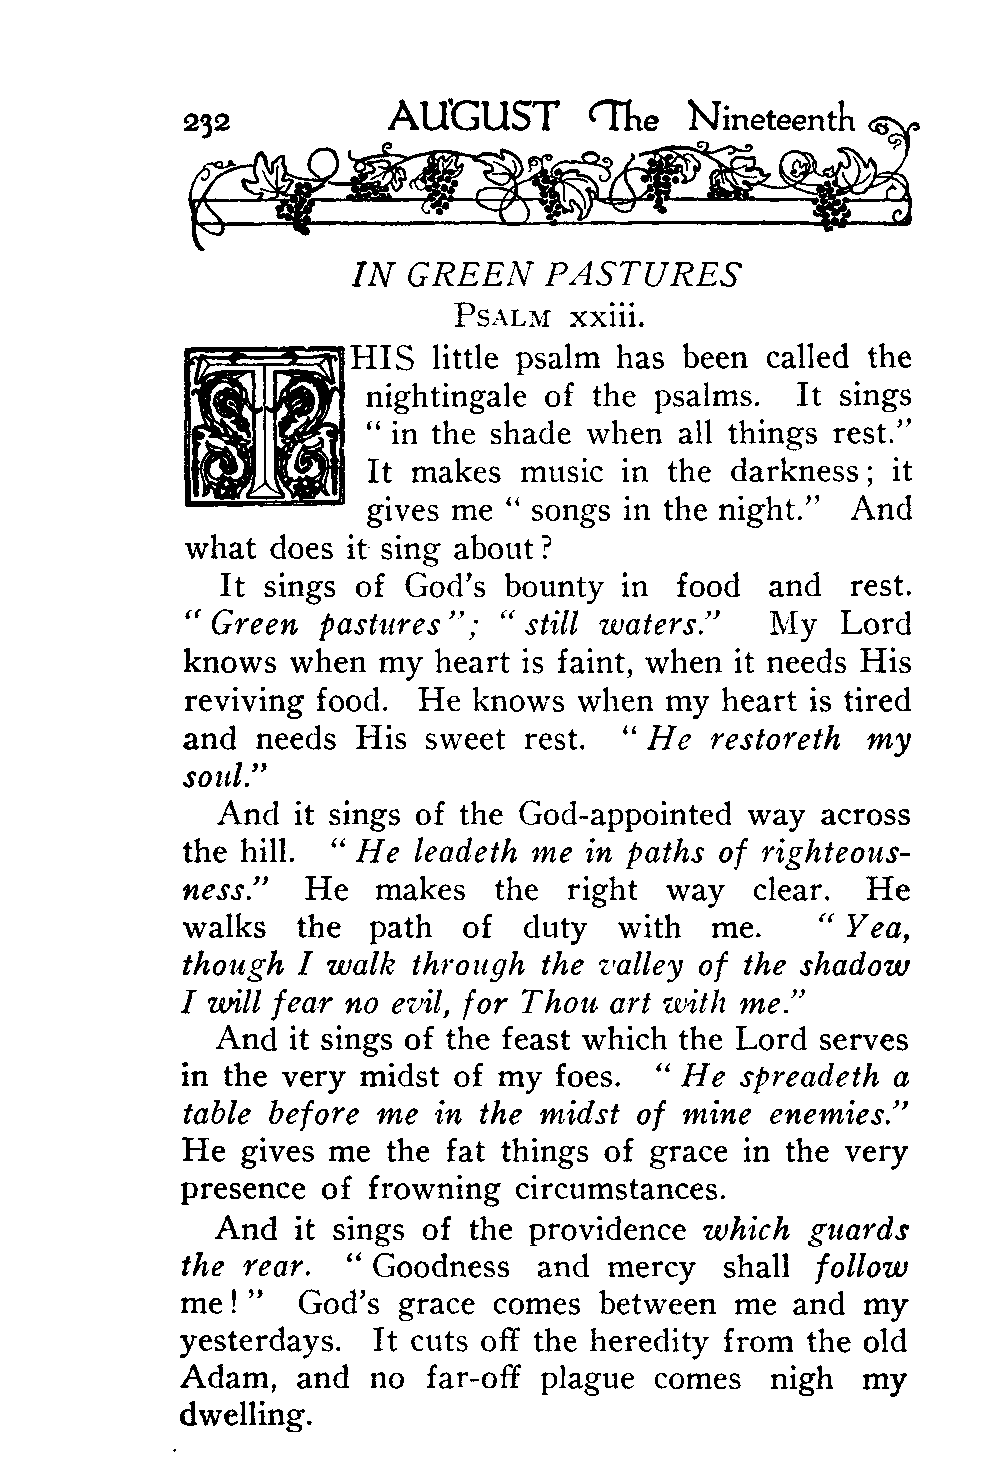 232 AUGUST The Nineteenth
IN GREEN PASTURES
PSALM xxiii.
THIS little psalm has been called the
nightingale of the psalms. It sings
“ in the shade when all things rest.”
It makes music in the darkness ; it
gives me “ songs in the night.” And
what does it sing about ?
It sings of God’s bounty in food and rest.
“ Green pastures ” ; “ still waters.” My Lord
knows when my heart is faint, when it needs His
reviving food. He knows when my heart is tired
and needs His sweet rest. “ He restoreth my
soul.”
And it sings of the God-appointed way across
the hill. “ He leadeth me in paths of righteous-
ness.” He makes the right way clear. He
walks the path of duty with me. “ Yea,
though I walk through the valley of the shadow
I will fear no evil, for Thou art with me.”
And it sings of the feast which the Lord serves
in the very midst of my foes. “ He spreadeth a
table before me in the midst of mine enemies.”
He gives me the fat things of grace in the very
presence of frowning circumstances.
And it sings of the providence which guards
the rear. “ Goodness and mercy shall follow
me ! ” God’s grace comes between me and my
yesterdays. It cuts off the heredity from the old
Adam, and no far-off plague comes nigh my
dwelling.